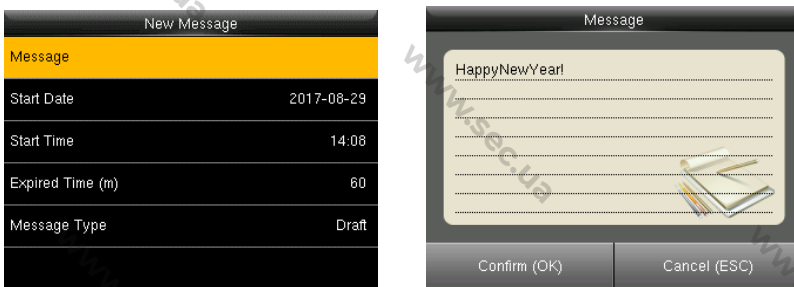 New Message
Message
Start Date 2017-08-29
Start Time 14:08
Expired Time (m) 60
Message Type Draft
Message
HappyNewYear!
Confirm (OK) Cancel (ESC)
www.sec.ua